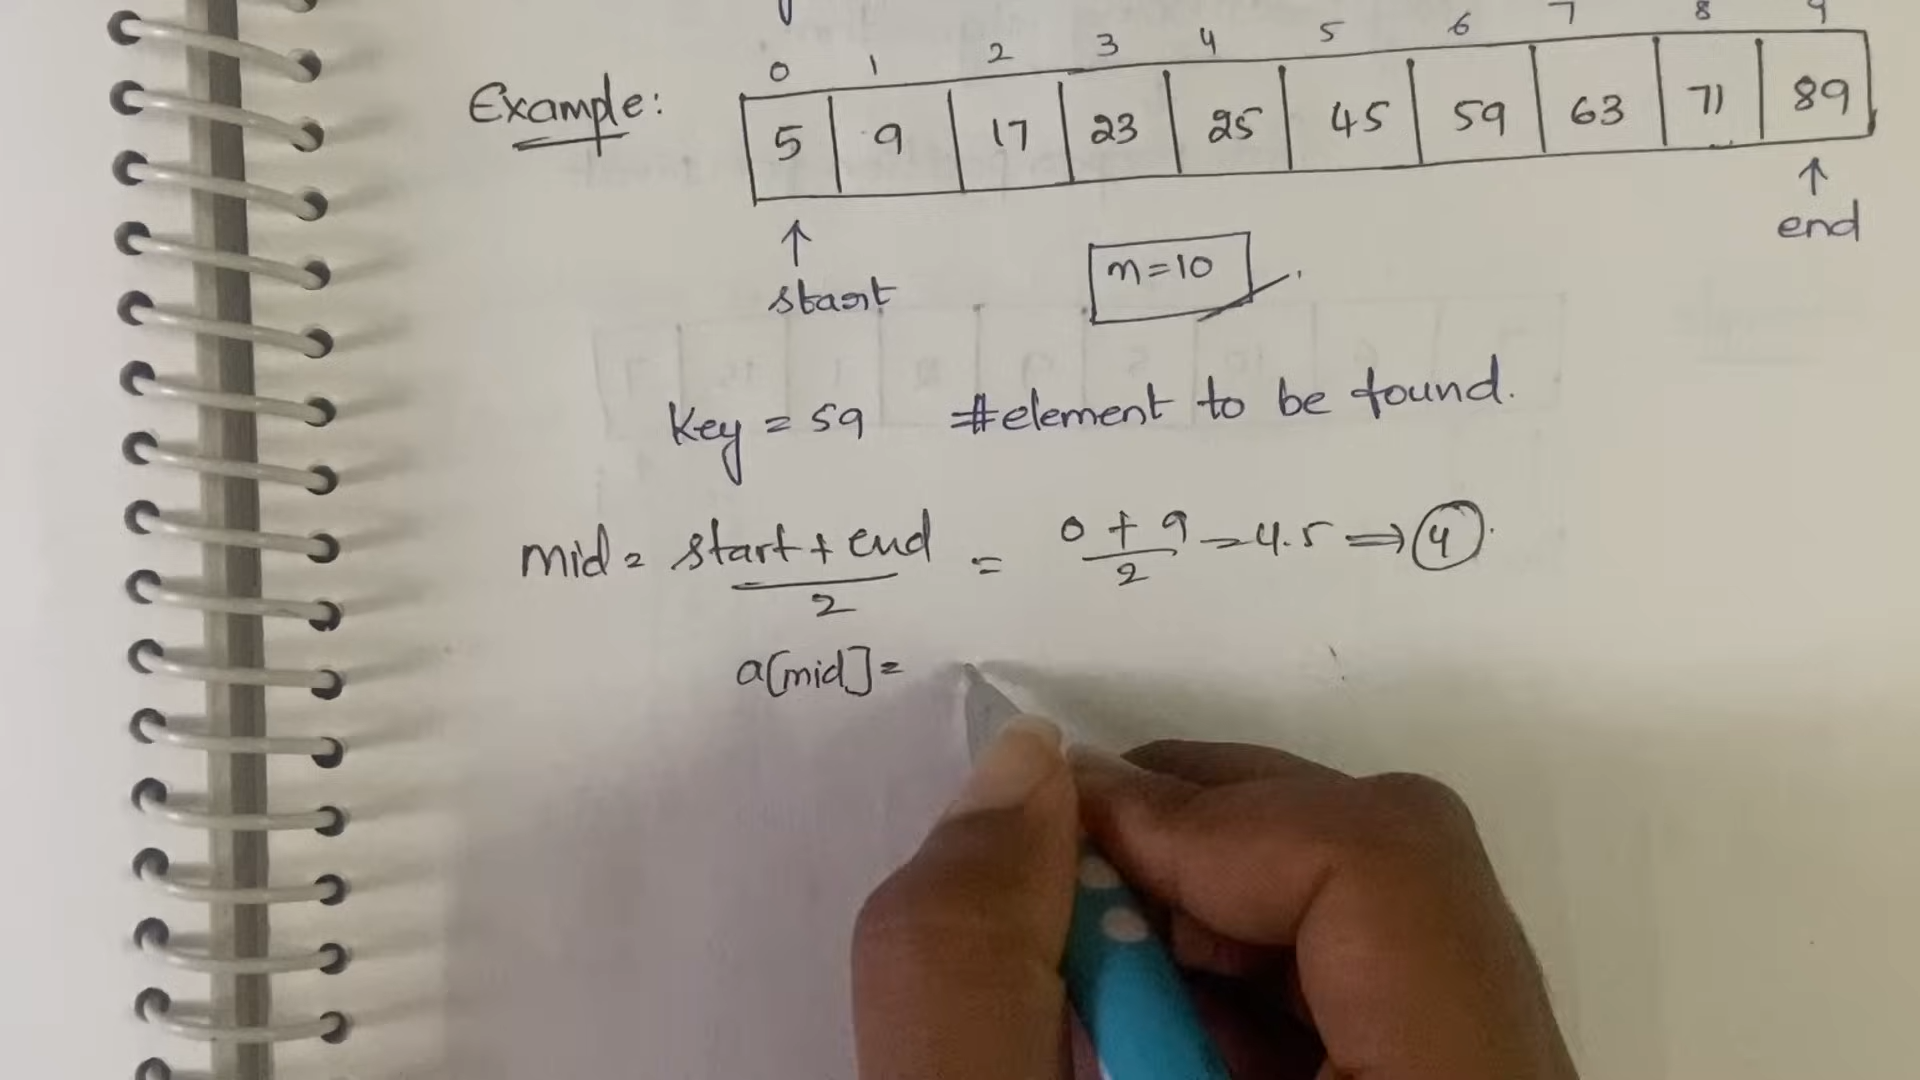 0 1 2 3 4 5 6 7 8 9
Example: 5 9 17 23 25 45 59 63 71 89
↑ start ↑ end
n=10
Key = 59 #element to be found.
mid = start + end / 2 = 0 + 9 / 2 = 4.5 ⇒ 4
a[mid] =